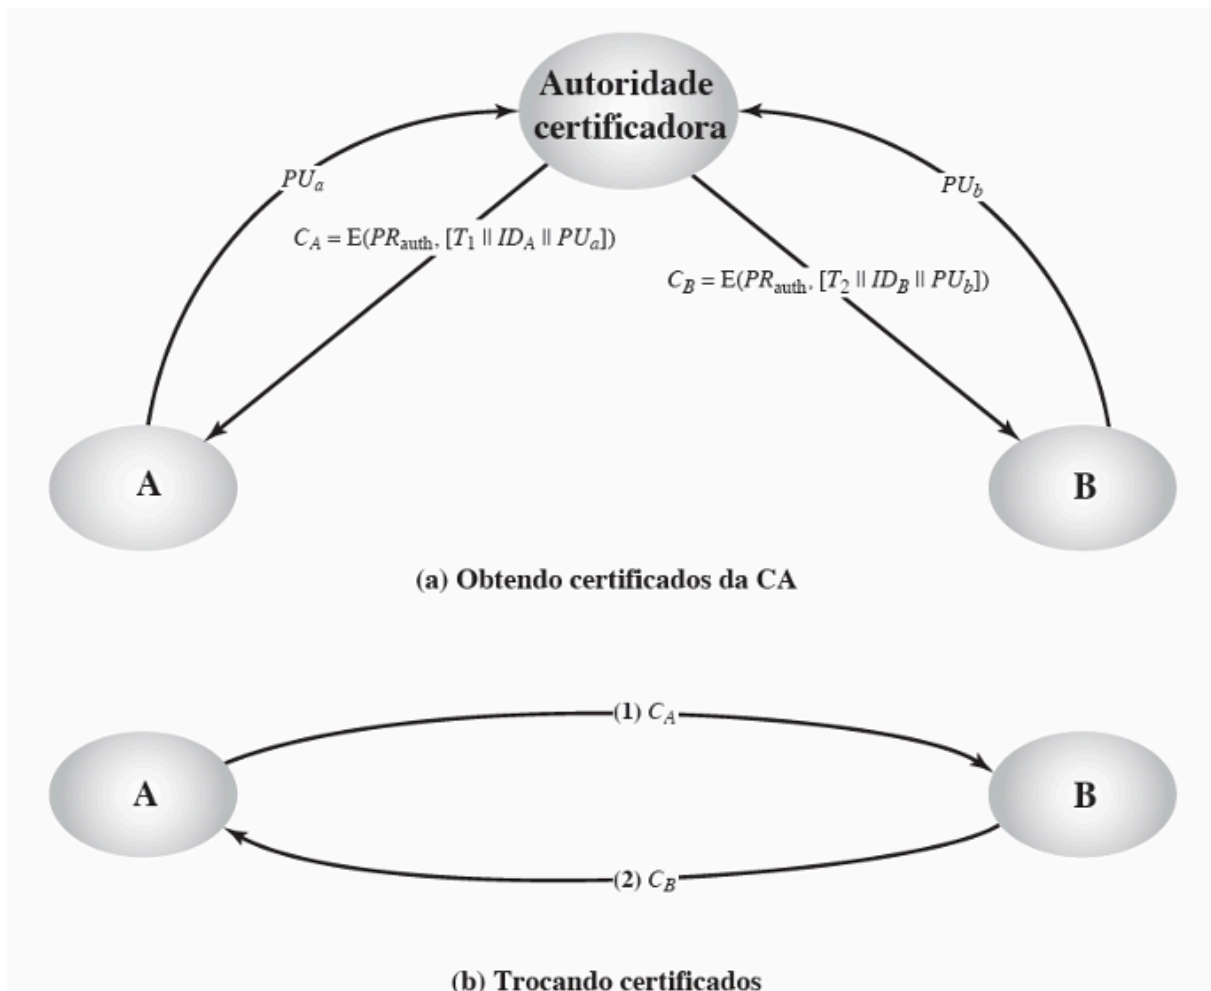 Autoridade
certificadora
PUa
PUb
CA = E(PRauth, [T1 || IDA || PUa])
CB = E(PRauth, [T2 || IDB || PUb])
A
B
(a) Obtendo certificados da CA
(1) CA
A
B
(2) CB
(b) Trocando certificados